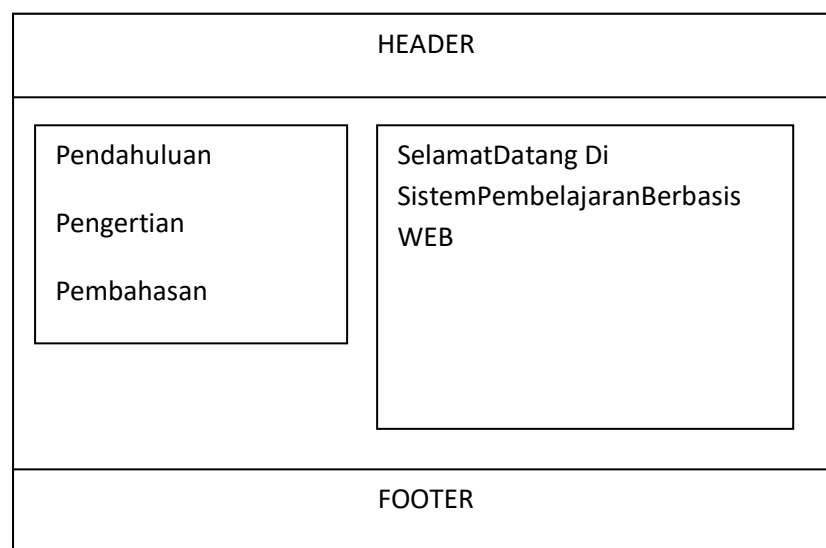 HEADER
Pendahuluan
Pengertian
Pembahasan
SelamatDatang Di
SistemPembelajaranBerbasis
WEB
FOOTER